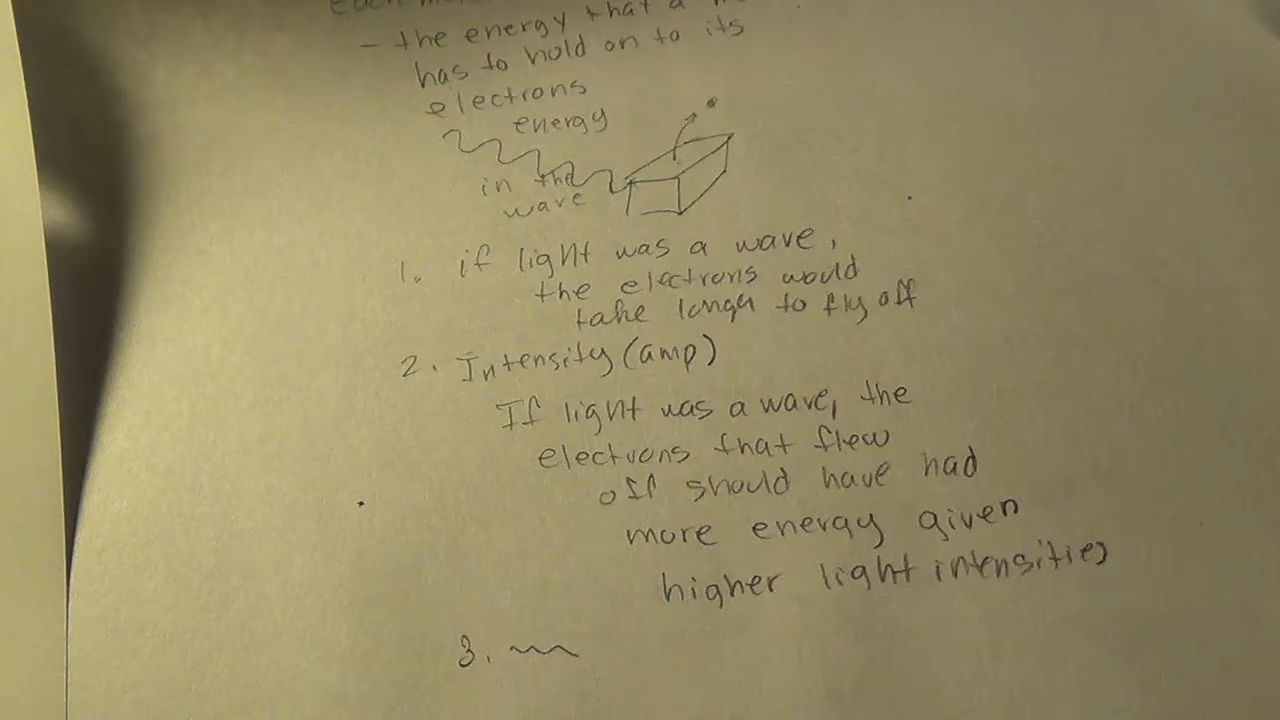 - the energy that a
has to hold on to its
electrons
energy
in the
wave
1. if light was a wave,
the electrons would
take longer to fly off
2. Intensity (amp)
If light was a wave, the
electrons that flew
off should have had
more energy given
higher light intensities
3.